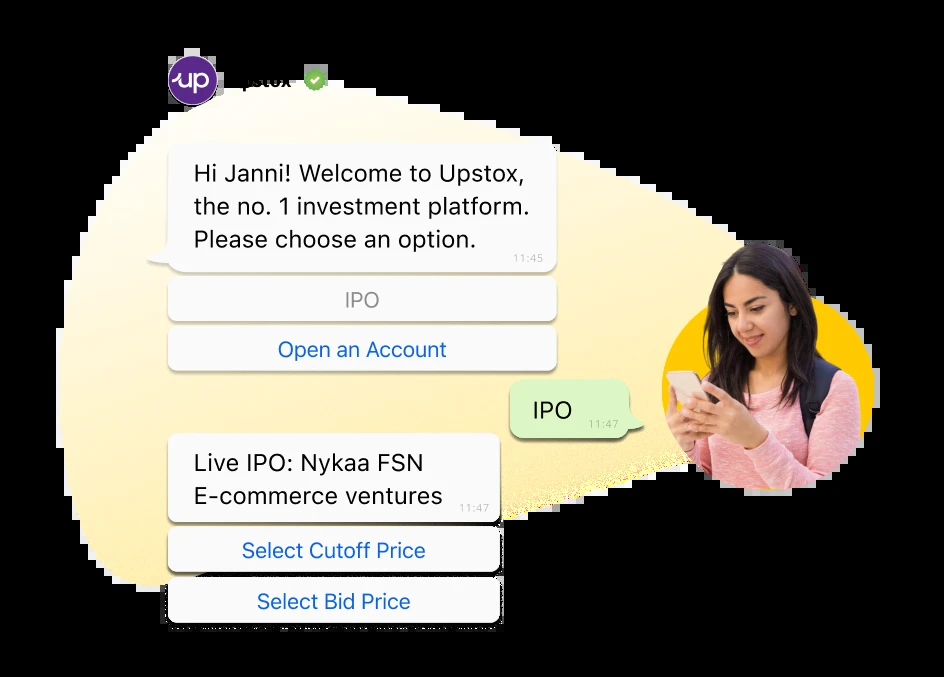 up
Hi Janni! Welcome to Upstox,
the no. 1 investment platform.
Please choose an option.
11:45
IPO
Open an Account
IPO
11:47
Live IPO: Nykaa FSN
E-commerce ventures
11:47
Select Cutoff Price
Select Bid Price